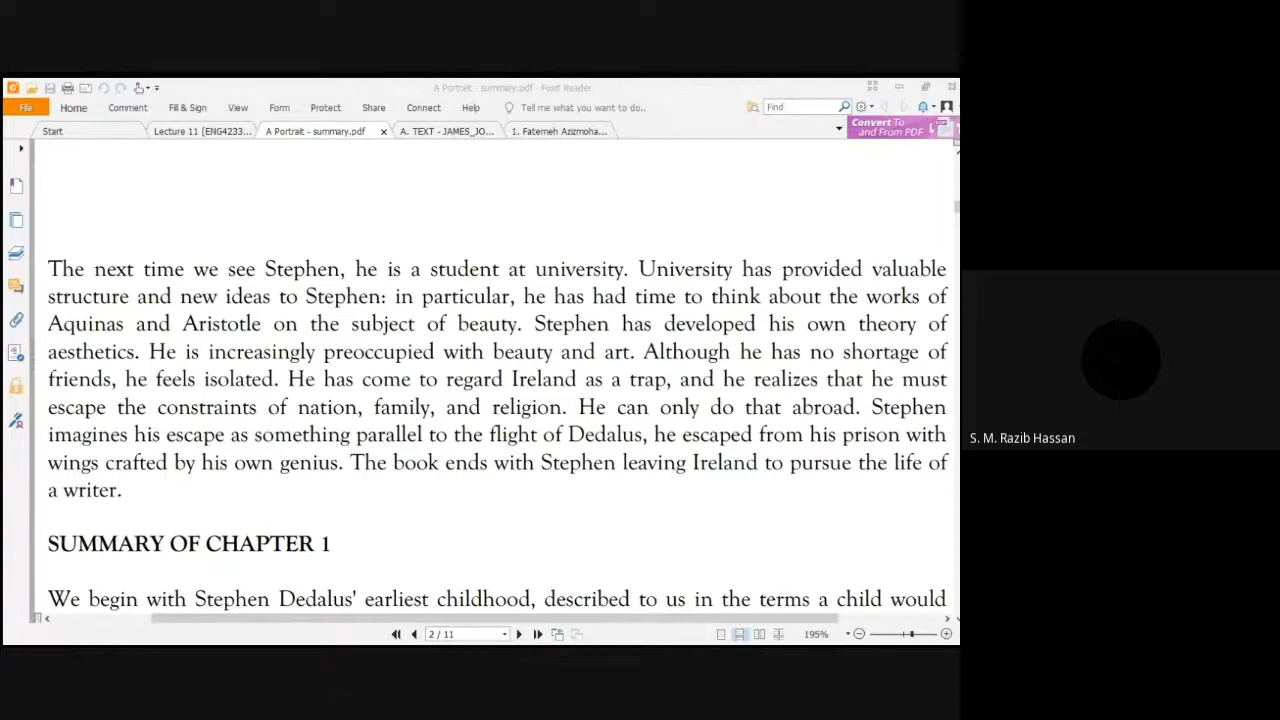 A Portrait - summary.pdf - Foxit Reader
File Home Comment Fill & Sign View Form Protect Share Connect Help Tell me what you want to do.. Find
Start Lecture 11 [ENG4233... A Portrait - summary.pdf A. TEXT - JAMES_JO... 1. Fatemeh Azizmoha... Convert To
and From PDF
The next time we see Stephen, he is a student at university. University has provided valuable
structure and new ideas to Stephen: in particular, he has had time to think about the works of
Aquinas and Aristotle on the subject of beauty. Stephen has developed his own theory of
aesthetics. He is increasingly preoccupied with beauty and art. Although he has no shortage of
friends, he feels isolated. He has come to regard Ireland as a trap, and he realizes that he must
escape the constraints of nation, family, and religion. He can only do that abroad. Stephen
imagines his escape as something parallel to the flight of Dedalus, he escaped from his prison with
wings crafted by his own genius. The book ends with Stephen leaving Ireland to pursue the life of
a writer.
SUMMARY OF CHAPTER 1
We begin with Stephen Dedalus' earliest childhood, described to us in the terms a child would
2 / 11 195%
S. M. Razib Hassan